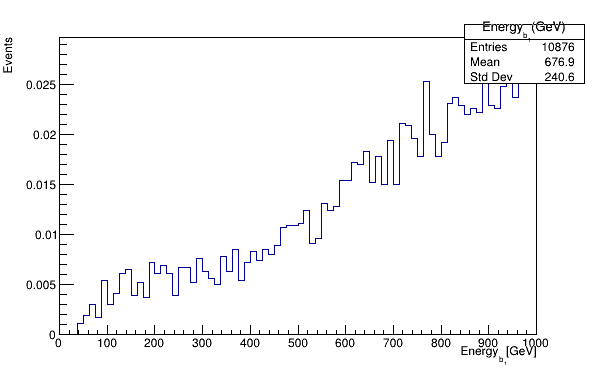 Energy_b_1 (GeV)
Entries 10876
Mean 676.9
Std Dev 240.6
Events
0.025
0.02
0.015
0.01
0.005
0
0 100 200 300 400 500 600 700 800 900 1000
Energy_b_1 [GeV]